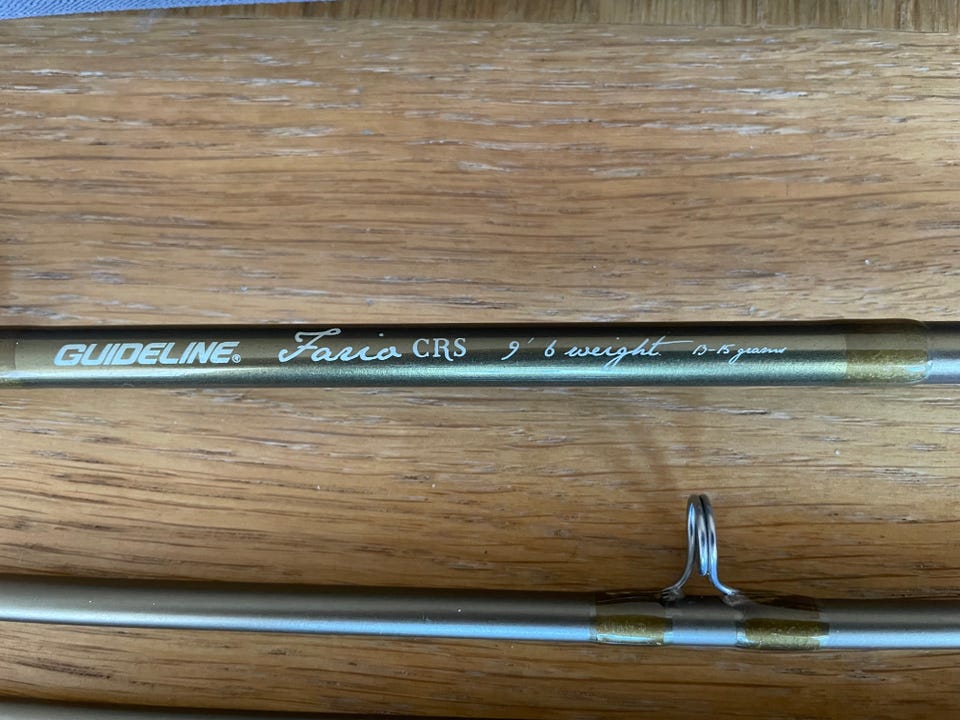 GUIDELINE® Fario CRS 9' 6 weight 13-15 grams